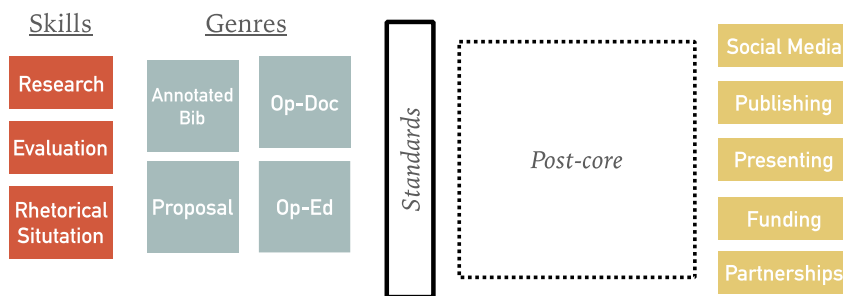 Skills
Genres
Research
Evaluation
Rhetorical
Situtation
Annotated
Bib
Op-Doc
Proposal
Op-Ed
Standards
Post-core
Social Media
Publishing
Presenting
Funding
Partnerships